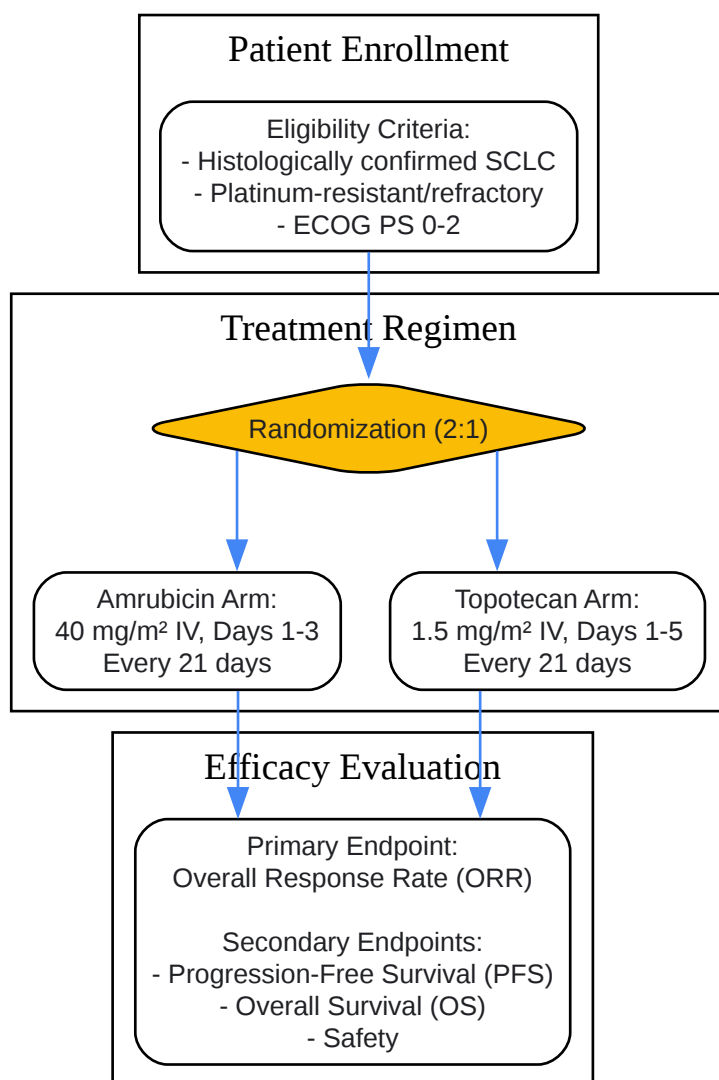 Patient Enrollment
Eligibility Criteria:
- Histologically confirmed SCLC
- Platinum-resistant/refractory
- ECOG PS 0-2
Treatment Regimen
Randomization (2:1)
Amrubicin Arm:
40 mg/m² IV, Days 1-3
Every 21 days
Topotecan Arm:
1.5 mg/m² IV, Days 1-5
Every 21 days
Efficacy Evaluation
Primary Endpoint:
Overall Response Rate (ORR)
Secondary Endpoints:
- Progression-Free Survival (PFS)
- Overall Survival (OS)
- Safety